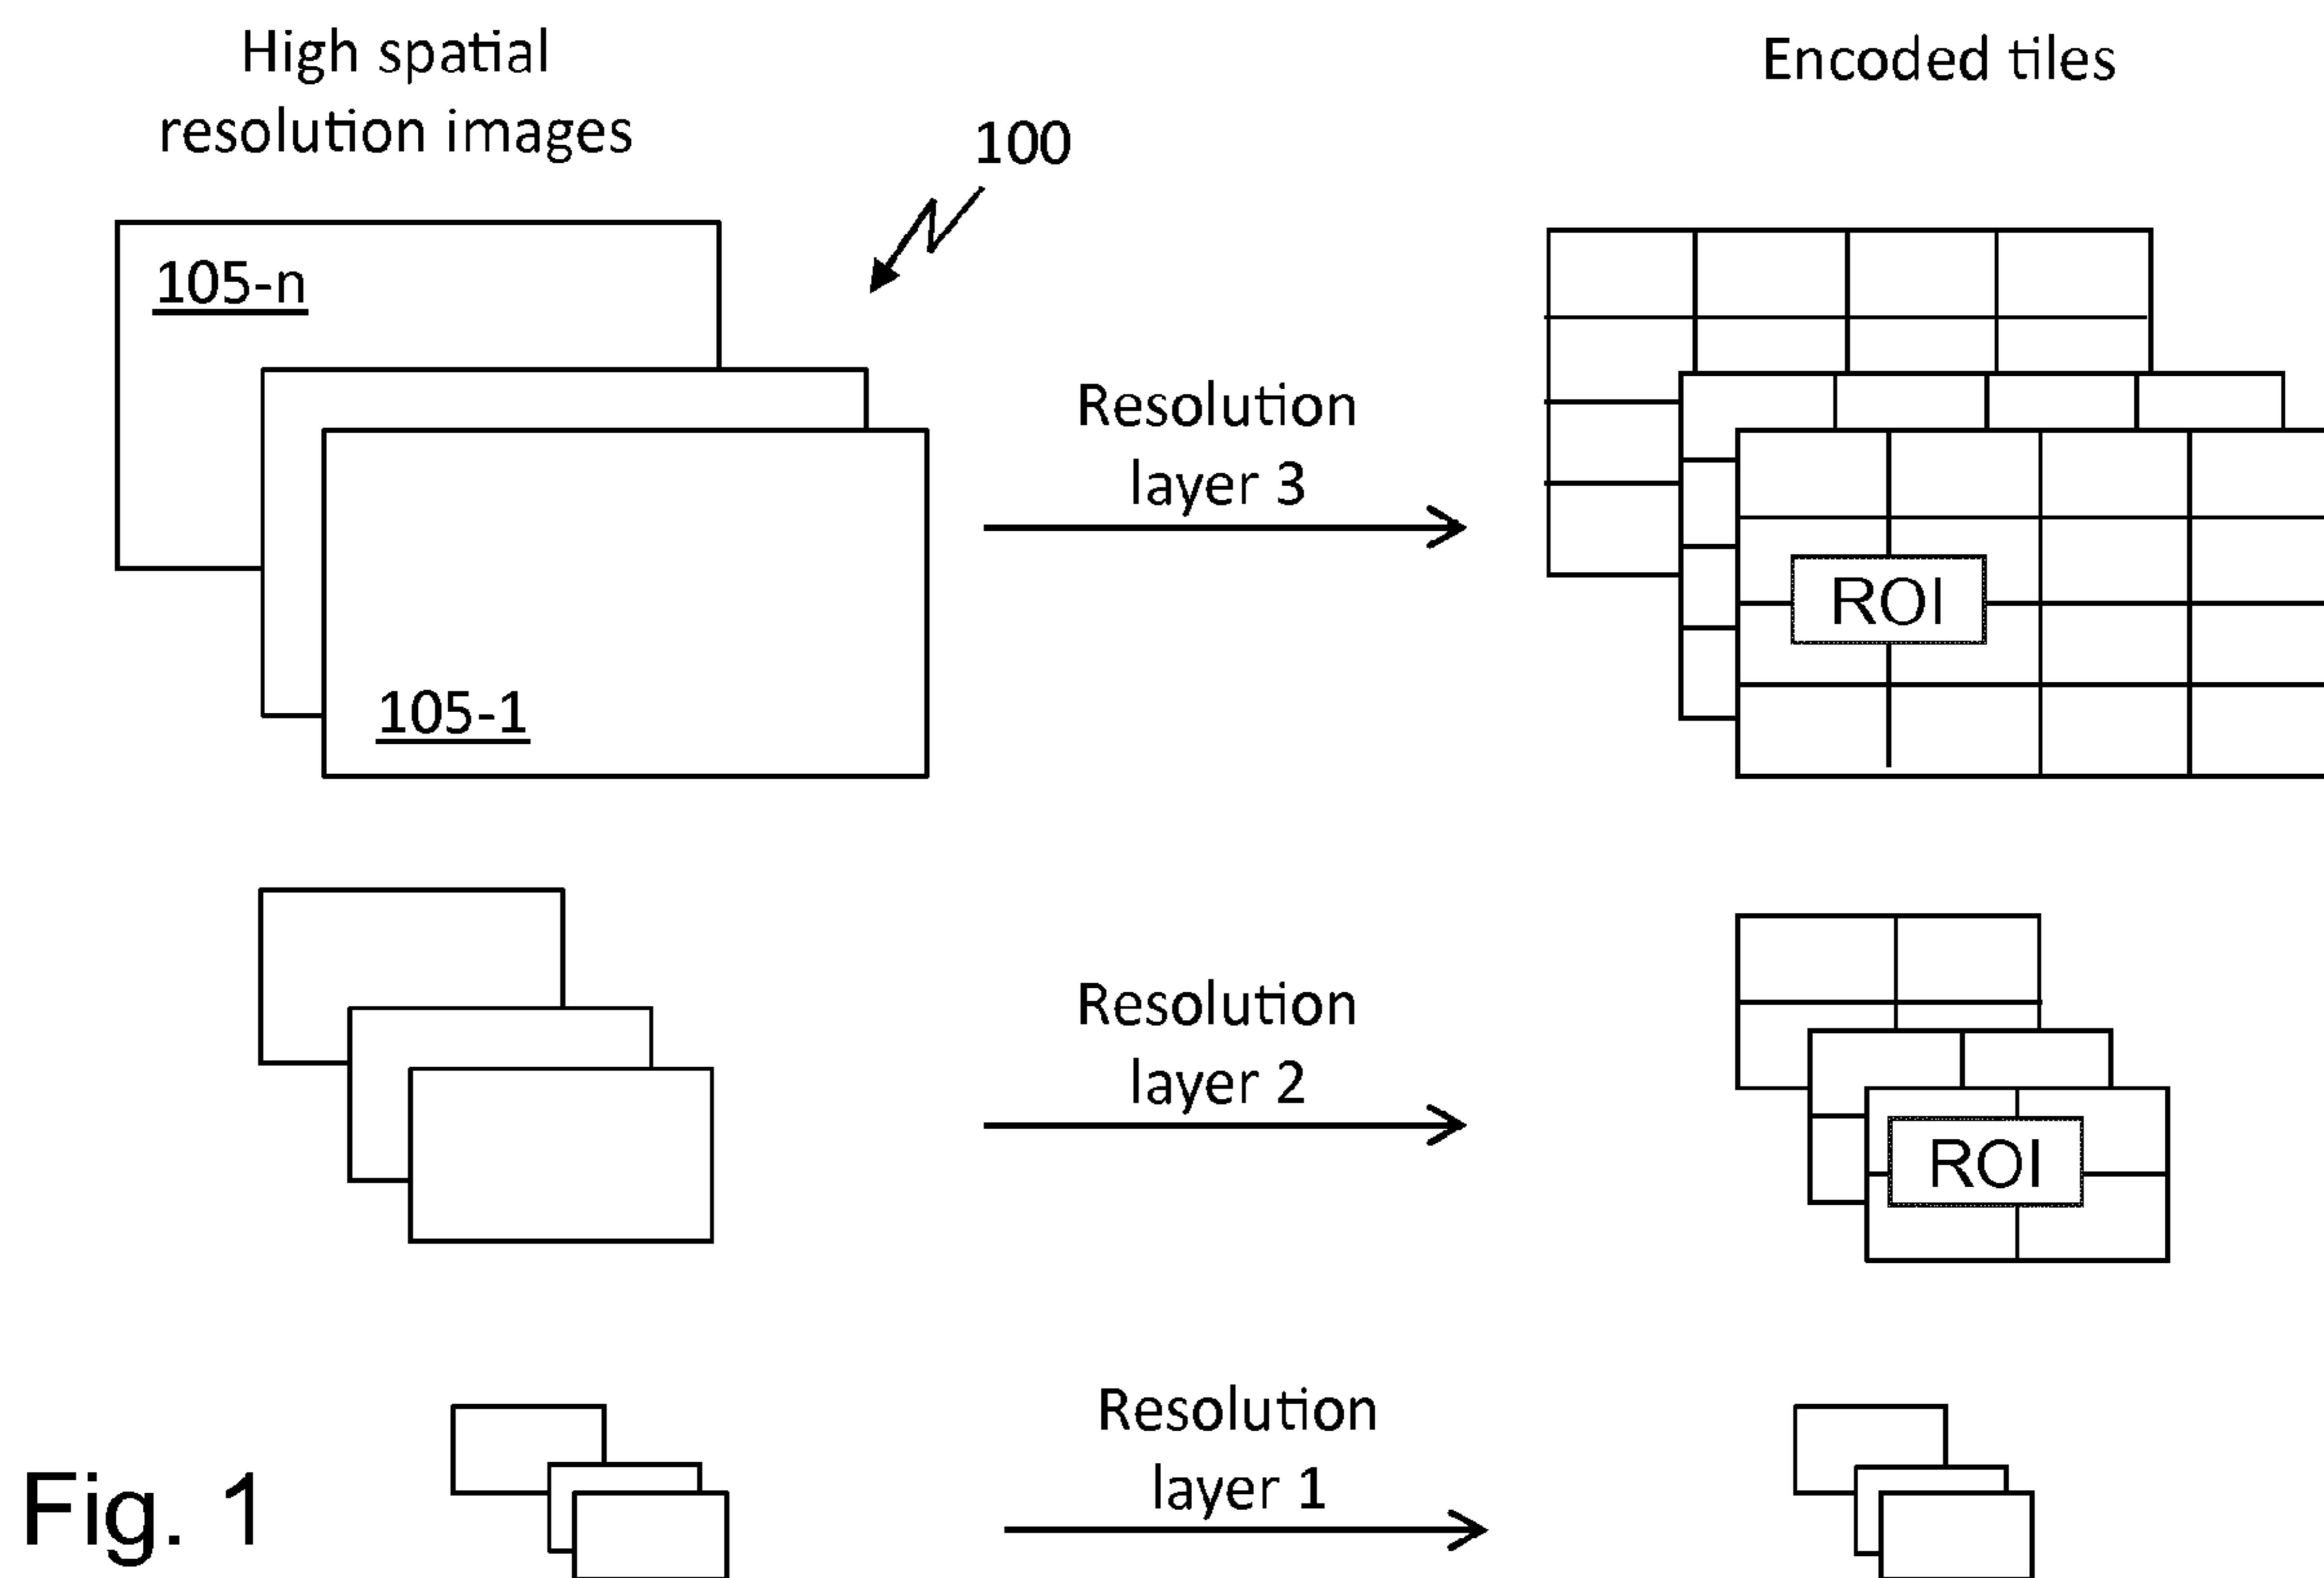 High spatial
resolution images
Encoded tiles
100
105-n
Resolution
layer 3
ROI
105-1
Resolution
layer 2
ROI
Resolution
layer 1
Fig. 1